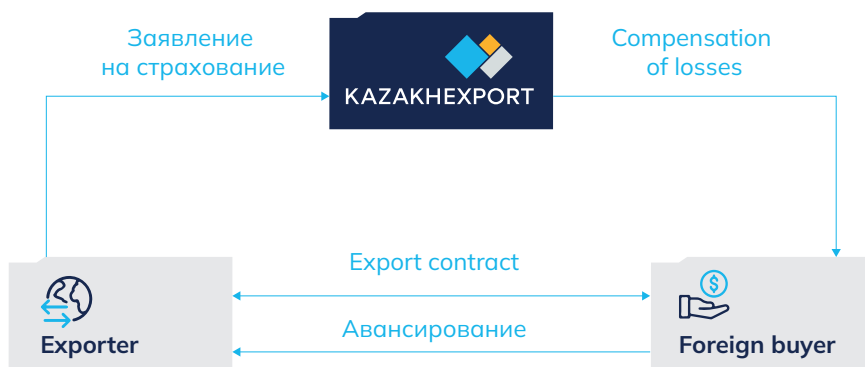 Заявление
на страхование
KAZAKHEXPORT
Compensation
of losses
Export contract
Авансирование
Exporter
$
Foreign buyer